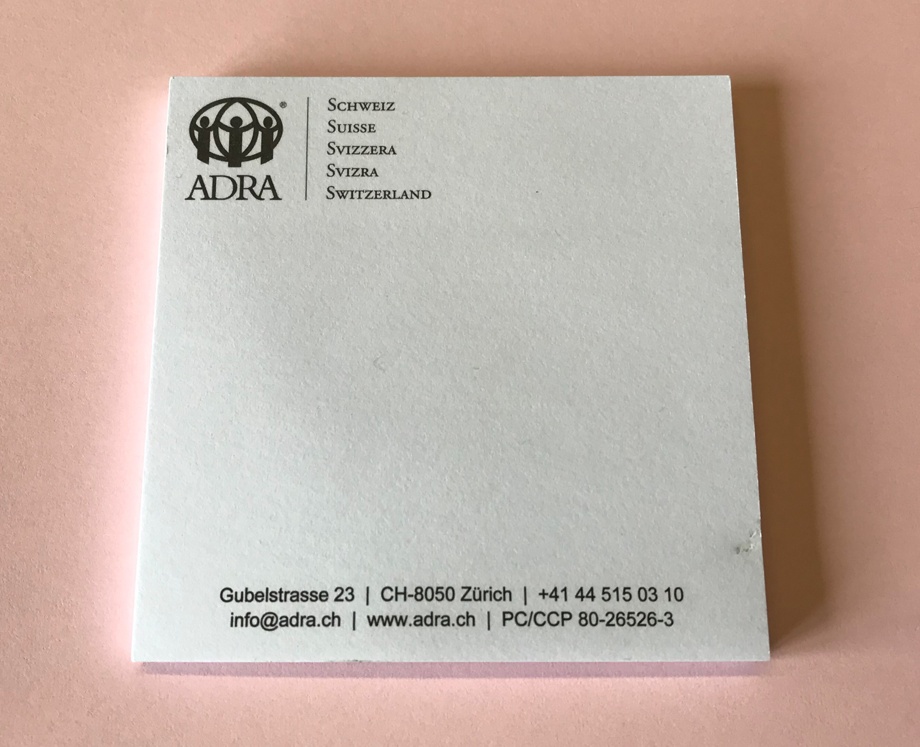 ADRA®
Schweiz
Suisse
Svizzera
Svizra
Switzerland
Gubelstrasse 23 | CH-8050 Zürich | +41 44 515 03 10
info@adra.ch | www.adra.ch | PC/CCP 80-26526-3